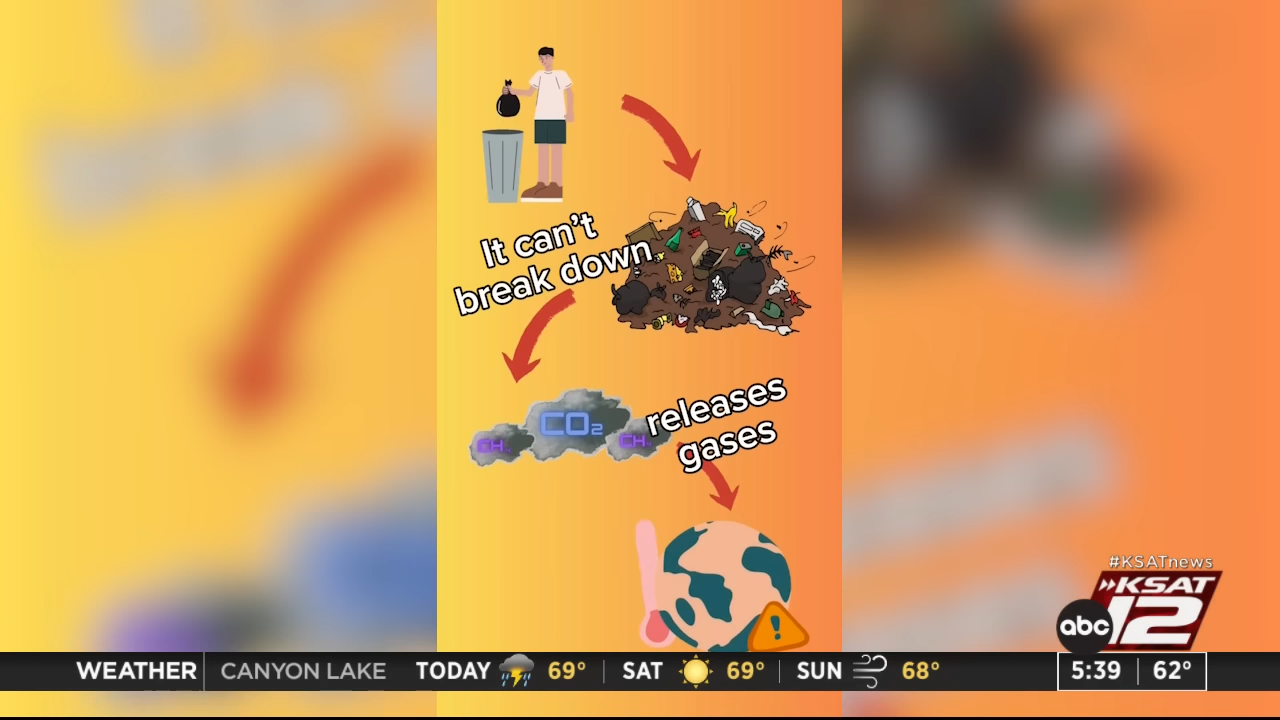 It can't
break down
CO₂
releases
gases
#KSATnews
KSAT
abc
12
WEATHER
CANYON LAKE
TODAY 69° SAT 69° SUN 68°
5:39 62°